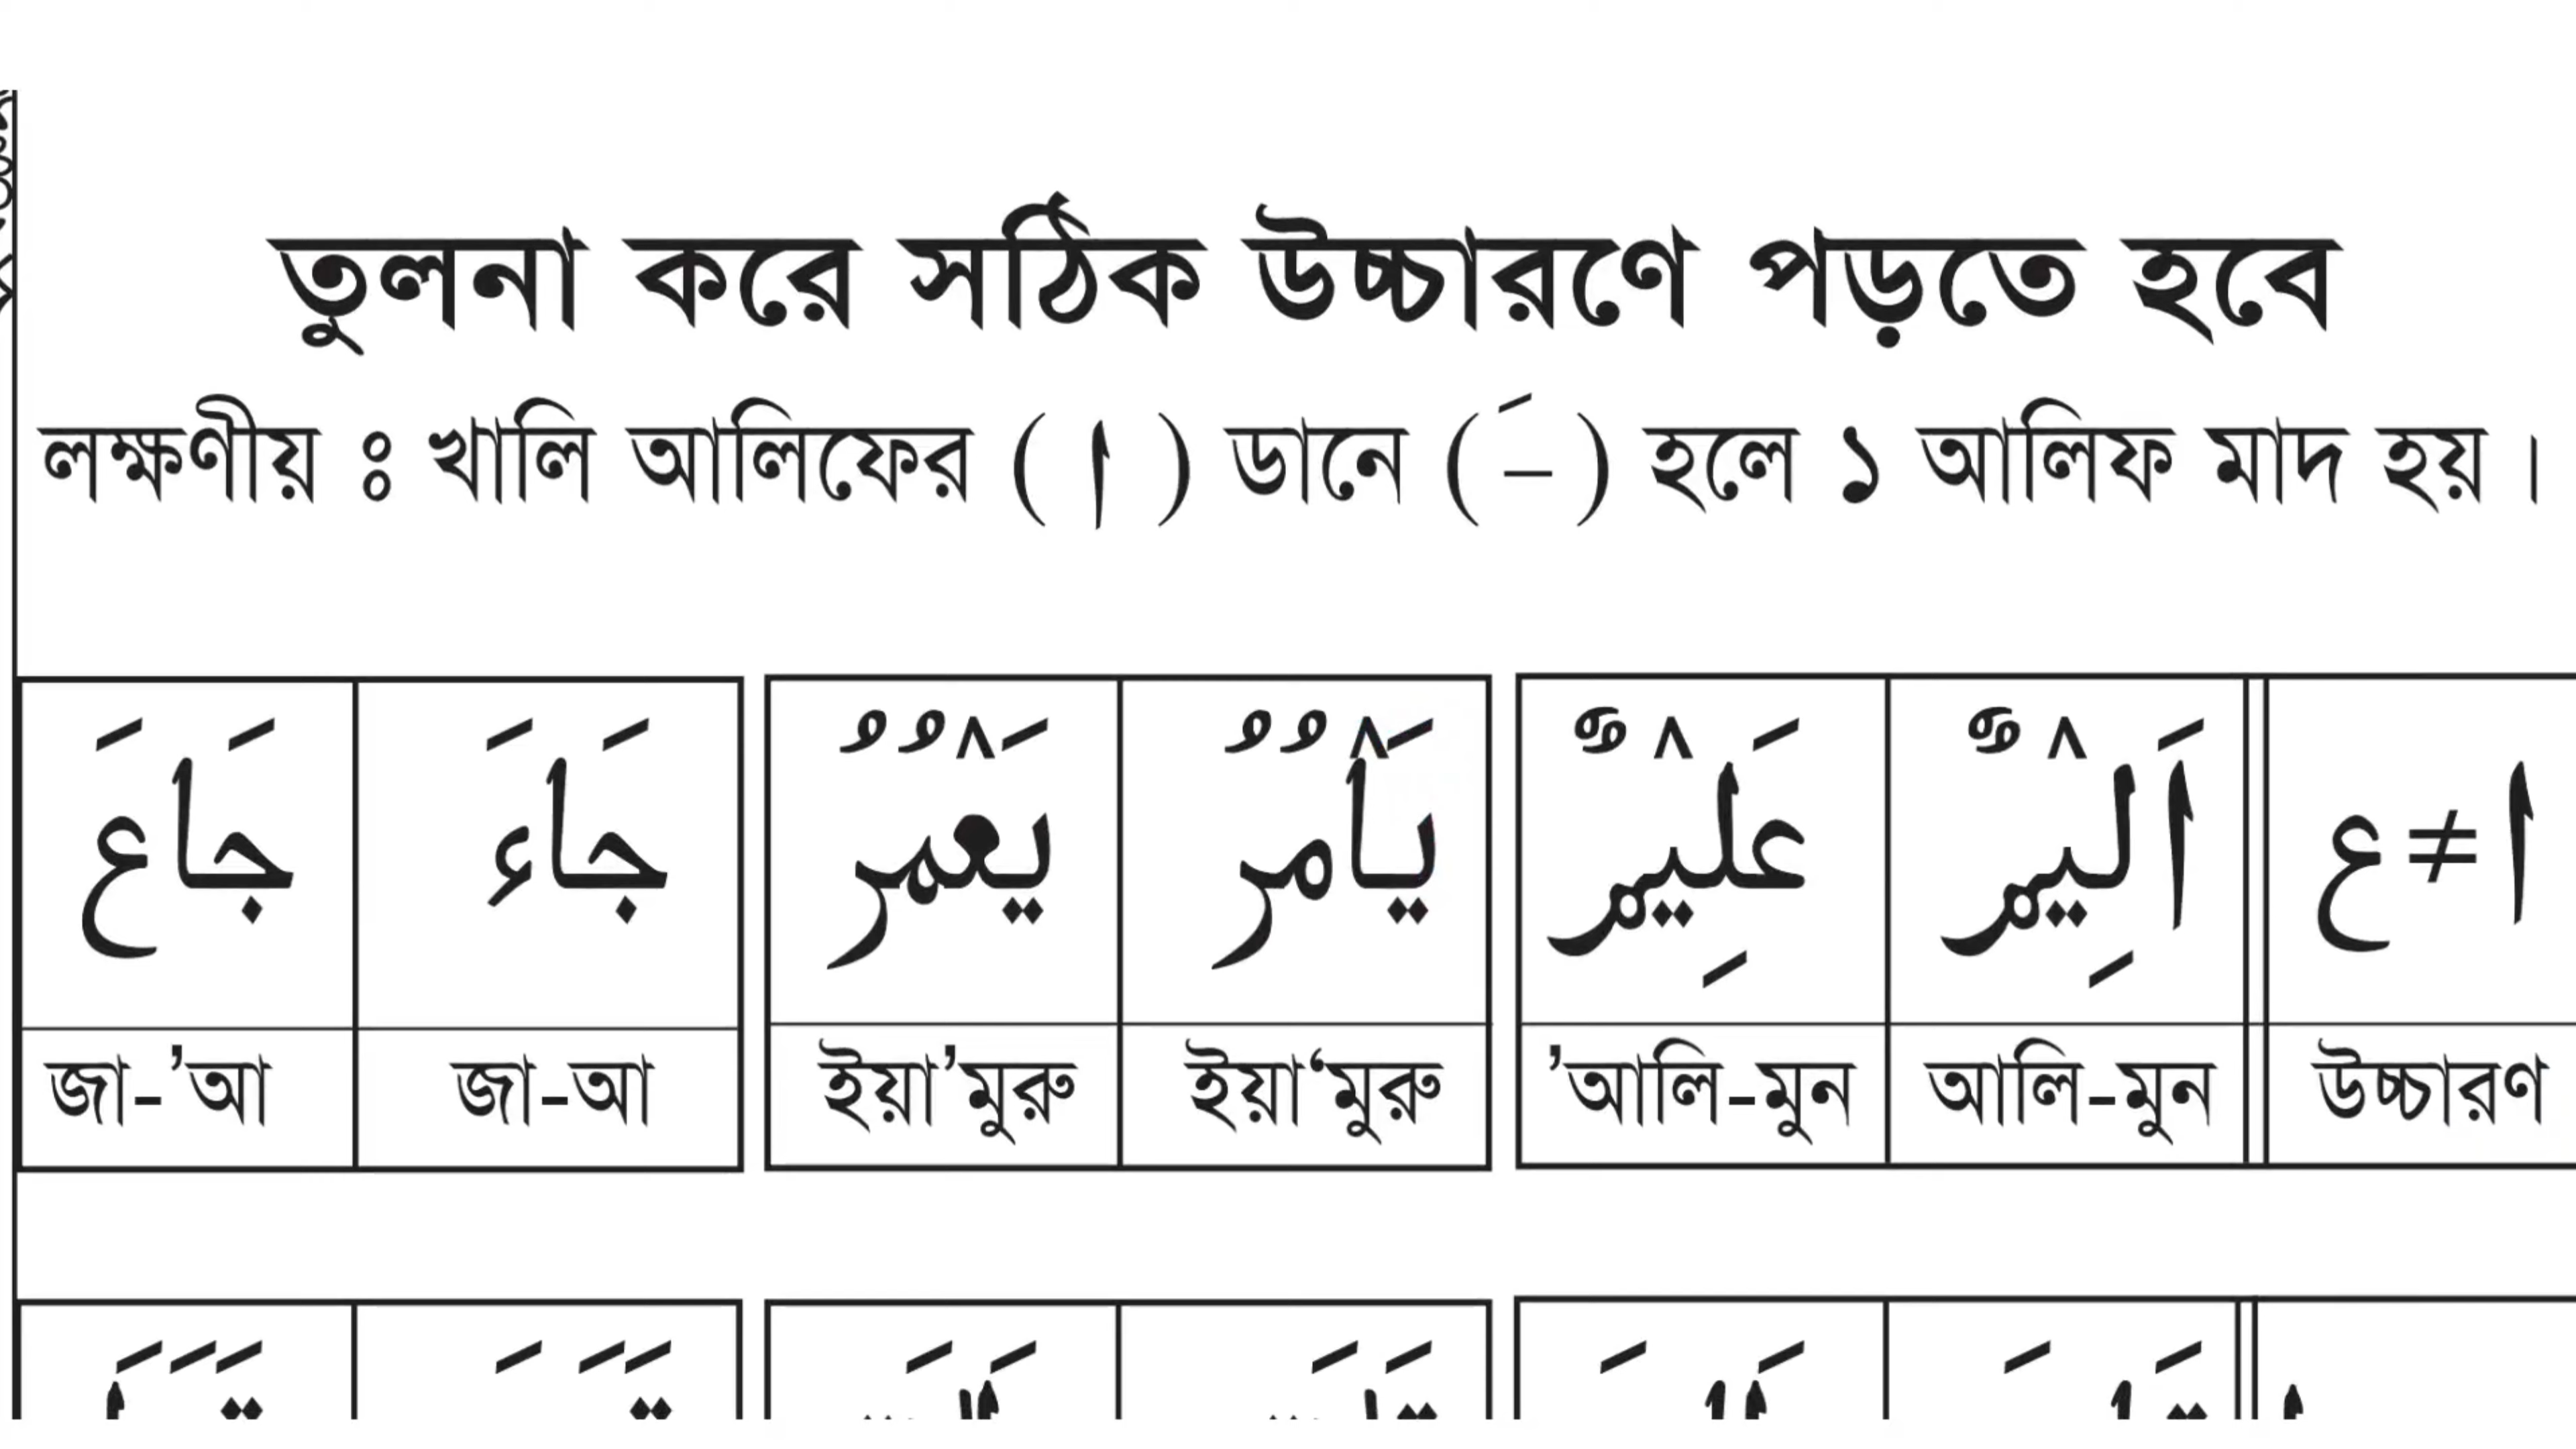 তুলনা করে সঠিক উচ্চারণে পড়তে হবে
লক্ষণীয় ঃ খালি আলিফের ( ا ) ডানে ( –َ ) হলে ১ আলিফ মাদ হয়।
ا ≠ ع اَلِيْمٌ عَلِيْمٌ يَاْمُرُ يَعْمُرُ جَاءَ جَاعَ
উচ্চারণ আলি-মুন ’আলি-মুন ইয়া‘মুরু ইয়া’মুরু জা-আ জা-’আ